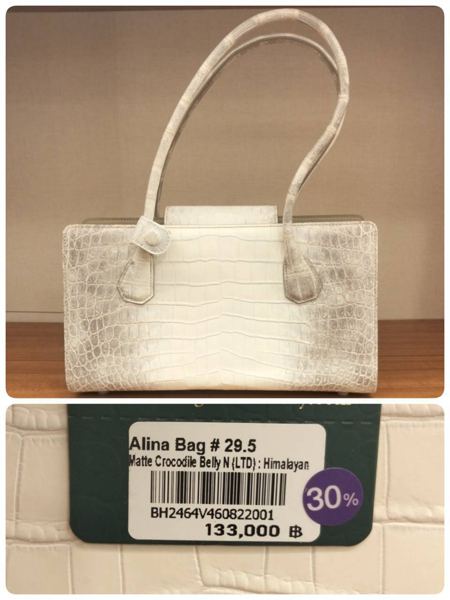 Alina Bag # 29.5
Matte Crocodile Belly N {LTD} : Himalayan
BH2464V460822001
133,000 ฿
30%